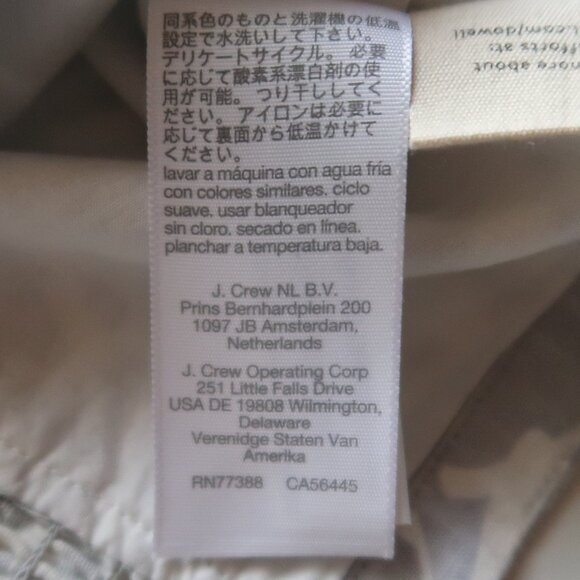 同系色のものと洗濯機の低温
設定で水洗いして下さい。
デリケートサイクル。 必要
に応じて酸素系漂白剤の使
用が可能。 つり干ししてく
ださい。 アイロンは必要に
応じて裏面から低温かけて
ください。
lavar a máquina con agua fría
con colores similares. ciclo
suave. usar blanqueador
sin cloro. secado en línea.
planchar a temperatura baja.
J. Crew NL B.V.
Prins Bernhardplein 200
1097 JB Amsterdam,
Netherlands
J. Crew Operating Corp
251 Little Falls Drive
USA DE 19808 Wilmington,
Delaware
Verenidge Staten Van
Amerika
RN77388 CA56445
more about
fforts at:
l.com/dowell